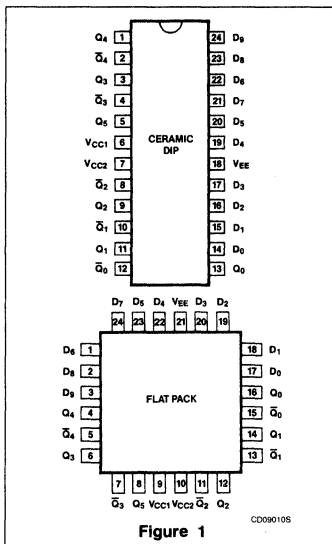 Q4 1 24 D9
Q̅4 2 23 D8
Q3 3 22 D6
Q̅3 4 21 D7
Q5 5 20 D5
VCC1 6 19 D4
VCC2 7 18 VEE
Q̅2 8 17 D3
Q2 9 16 D2
Q̅1 10 15 D1
Q1 11 14 D0
Q̅0 12 13 Q0
CERAMIC
DIP
D7 D5 D4 VEE D3 D2
24 23 22 21 20 19
D6 1 18 D1
D8 2 17 D0
D9 3 16 Q0
Q4 4 15 Q̅0
Q̅4 5 14 Q1
Q3 6 13 Q̅1
FLAT PACK
7 8 9 10 11 12
Q̅3 Q5 VCC1 VCC2 Q̅2 Q2
CD09010S
Figure 1